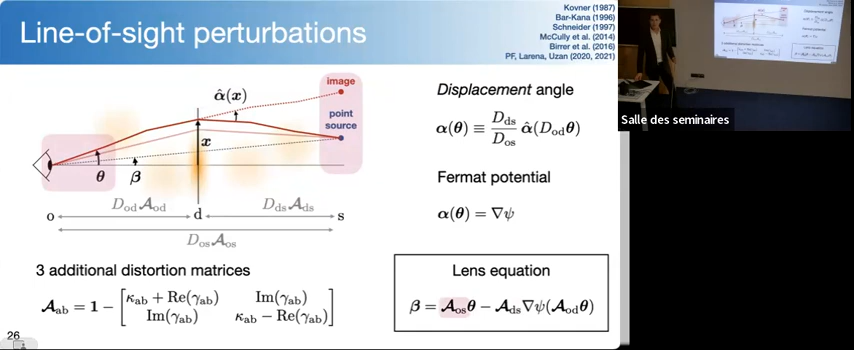 Line-of-sight perturbations
Kovner (1987)
Bar-Kana (1996)
Schneider (1997)
McCully et al. (2014)
Birrer et al. (2016)
PF, Larena, Uzan (2020, 2021)
image
α̂(x)
point
source
x
θ
β
D_od 𝒜_od
D_ds 𝒜_ds
o
d
s
D_os 𝒜_os
Displacement angle
α(θ) ≡ D_ds/D_os α̂(D_od θ)
Fermat potential
α(θ) = ∇ψ
3 additional distortion matrices
𝒜_ab = 1 − [κ_ab + Re(γ_ab) Im(γ_ab)
Im(γ_ab) κ_ab − Re(γ_ab)]
Lens equation
β = 𝒜_os θ − 𝒜_ds ∇ψ(𝒜_od θ)
26
Salle des seminaires